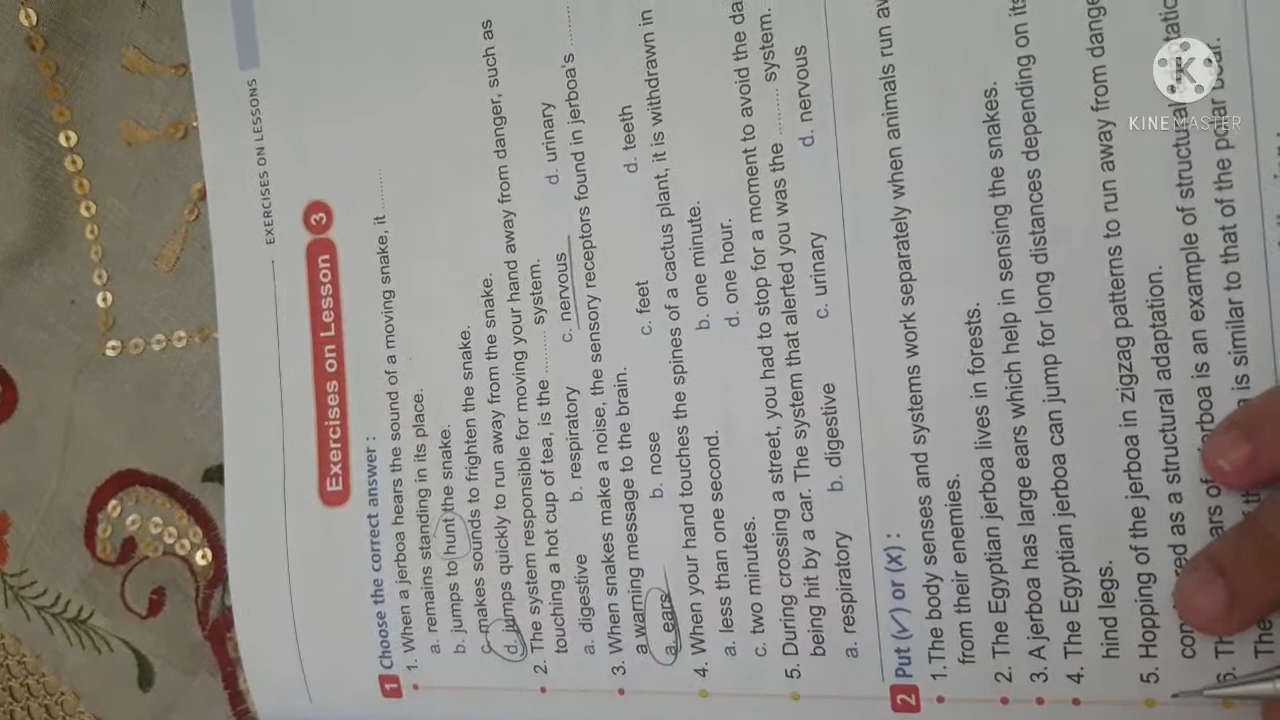 EXERCISES ON LESSONS
Exercises on Lesson 3
1 Choose the correct answer :
1. When a jerboa hears the sound of a moving snake, it ..........
a. remains standing in its place.
b. jumps to hunt the snake.
c. makes sounds to frighten the snake.
d. jumps quickly to run away from the snake.
2. The system responsible for moving your hand away from danger, such as
touching a hot cup of tea, is the .......... system.
a. digestive b. respiratory c. nervous d. urinary
3. When snakes make a noise, the sensory receptors found in jerboa's ..........
a warning message to the brain.
a. ears b. nose c. feet d. teeth
4. When your hand touches the spines of a cactus plant, it is withdrawn in
a. less than one second. b. one minute.
c. two minutes. d. one hour.
5. During crossing a street, you had to stop for a moment to avoid the
being hit by a car. The system that alerted you was the .......... system.
a. respiratory b. digestive c. urinary d. nervous
2 Put (✓) or (X) :
1. The body senses and systems work separately when animals run
from their enemies.
2. The Egyptian jerboa lives in forests.
3. A jerboa has large ears which help in sensing the snakes.
4. The Egyptian jerboa can jump for long distances depending on its
hind legs.
5. Hopping of the jerboa in zigzag patterns to run away from
as a structural adaptation.
6. of is an example of structural
The is similar to that of the polar bear.
K
KINEMASTER